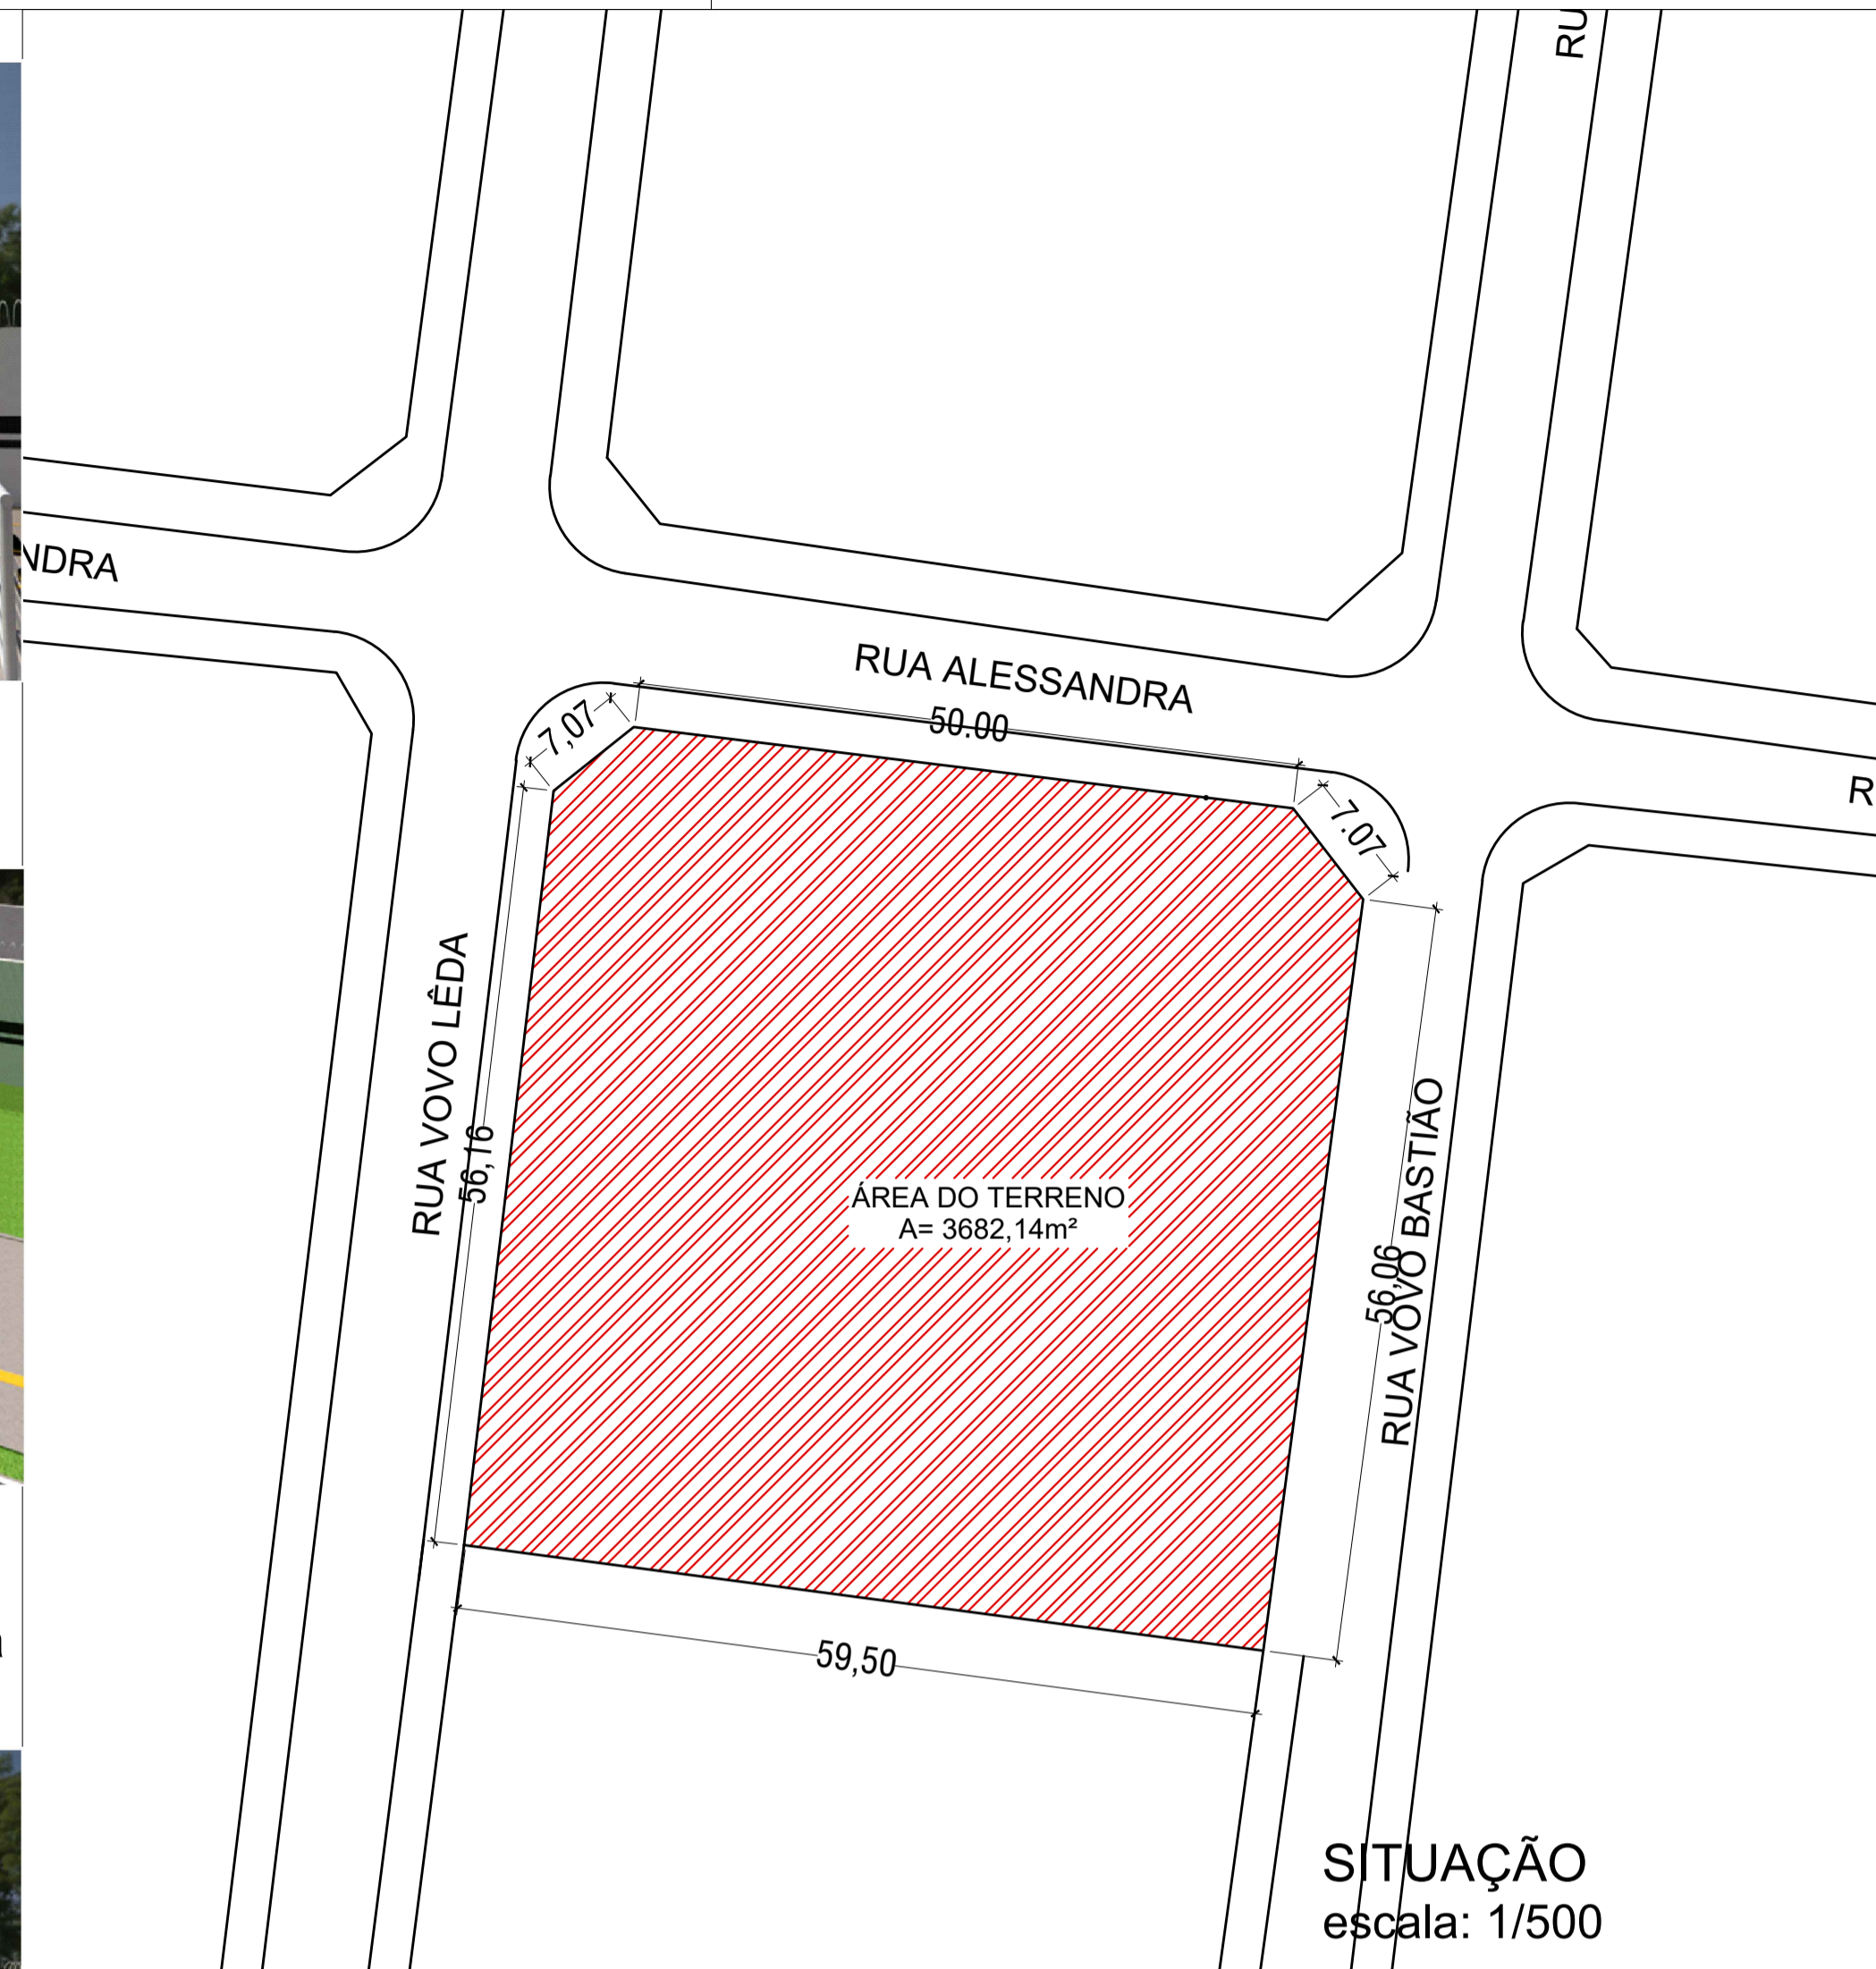 RU
NDRA
RUA ALESSANDRA
50.00
7,07
7.07
R
RUA VOVO LÊDA
56,16
ÁREA DO TERRENO
A= 3682,14m²
RUA VOVO BASTIÃO
56,06
59,50
SITUAÇÃO
escala: 1/500